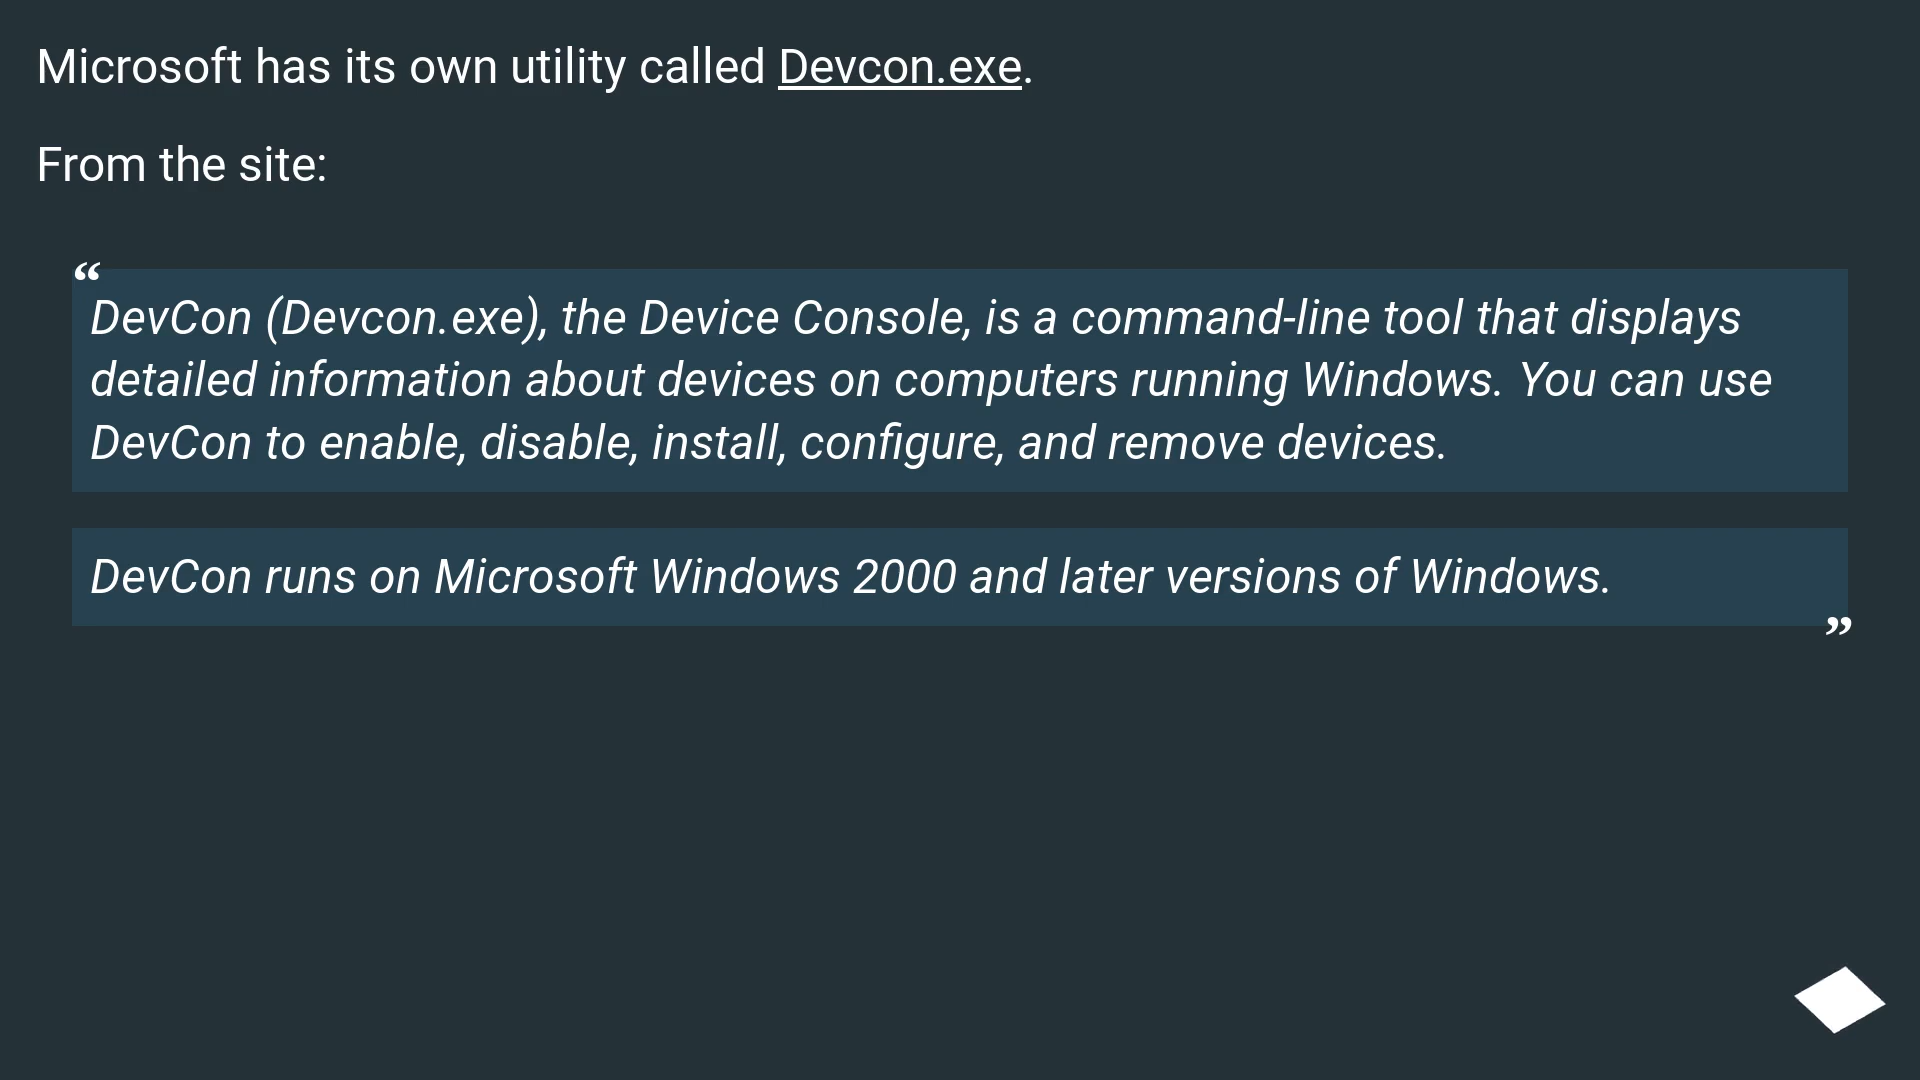 Microsoft has its own utility called Devcon.exe.
From the site:
“
DevCon (Devcon.exe), the Device Console, is a command-line tool that displays
detailed information about devices on computers running Windows. You can use
DevCon to enable, disable, install, configure, and remove devices.
DevCon runs on Microsoft Windows 2000 and later versions of Windows.
”